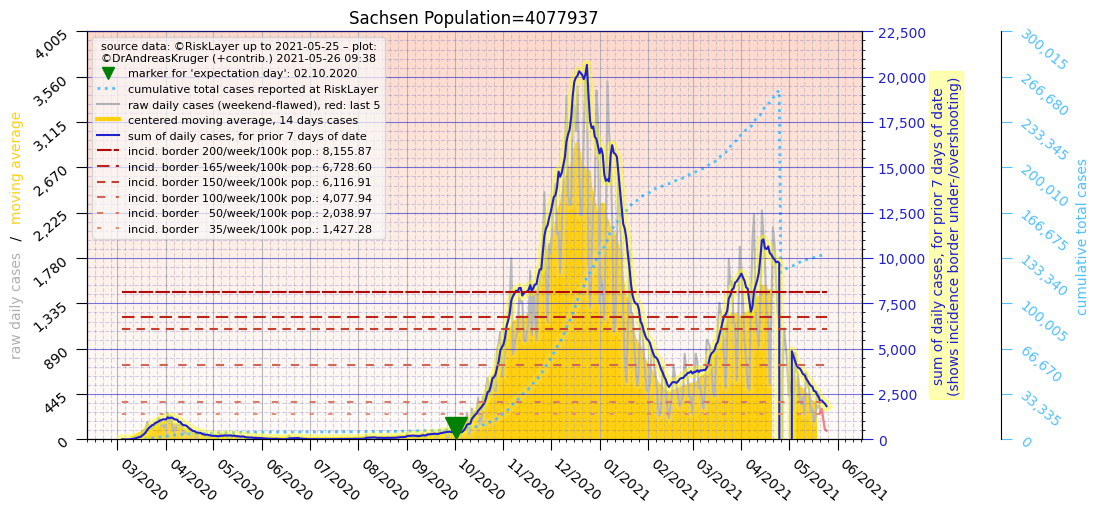 Sachsen Population=4077937
source data: ©RiskLayer up to 2021-05-25 – plot:
©DrAndreasKruger (+contrib.) 2021-05-26 09:38
marker for 'expectation day': 02.10.2020
cumulative total cases reported at RiskLayer
raw daily cases (weekend-flawed), red: last 5
centered moving average, 14 days cases
sum of daily cases, for prior 7 days of date
incid. border 200/week/100k pop.: 8,155.87
incid. border 165/week/100k pop.: 6,728.60
incid. border 150/week/100k pop.: 6,116.91
incid. border 100/week/100k pop.: 4,077.94
incid. border 50/week/100k pop.: 2,038.97
incid. border 35/week/100k pop.: 1,427.28
raw daily cases / moving average
4,005
3,560
3,115
2,670
2,225
1,780
1,335
890
445
0
03/2020
04/2020
05/2020
06/2020
07/2020
08/2020
09/2020
10/2020
11/2020
12/2020
01/2021
02/2021
03/2021
04/2021
05/2021
06/2021
22,500
20,000
17,500
15,000
12,500
10,000
7,500
5,000
2,500
0
sum of daily cases, for prior 7 days of date
(shows incidence border under-/overshooting)
300,015
266,680
233,345
200,010
166,675
133,340
100,005
66,670
33,335
0
cumulative total cases